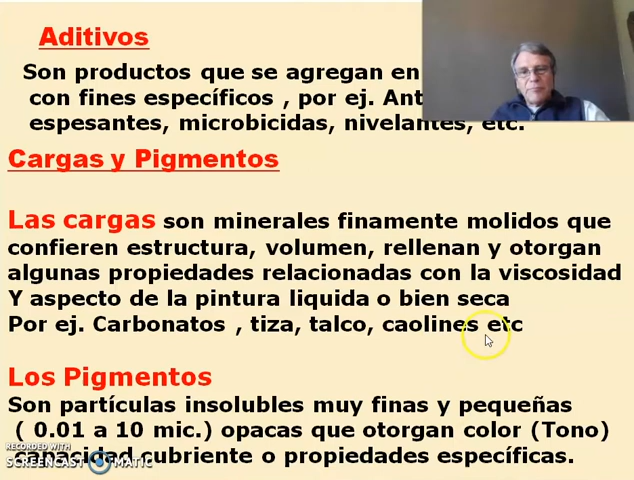 Aditivos
Son productos que se agregan en
con fines específicos , por ej. Ant
espesantes, microbicidas, nivelantes, etc.
Cargas y Pigmentos
Las cargas son minerales finamente molidos que
confieren estructura, volumen, rellenan y otorgan
algunas propiedades relacionadas con la viscosidad
Y aspecto de la pintura liquida o bien seca
Por ej. Carbonatos , tiza, talco, caolines etc
Los Pigmentos
Son partículas insolubles muy finas y pequeñas
( 0.01 a 10 mic.) opacas que otorgan color (Tono)
capacidad cubriente o propiedades específicas.
RECORDED WITH
SCREENCAST MATIC